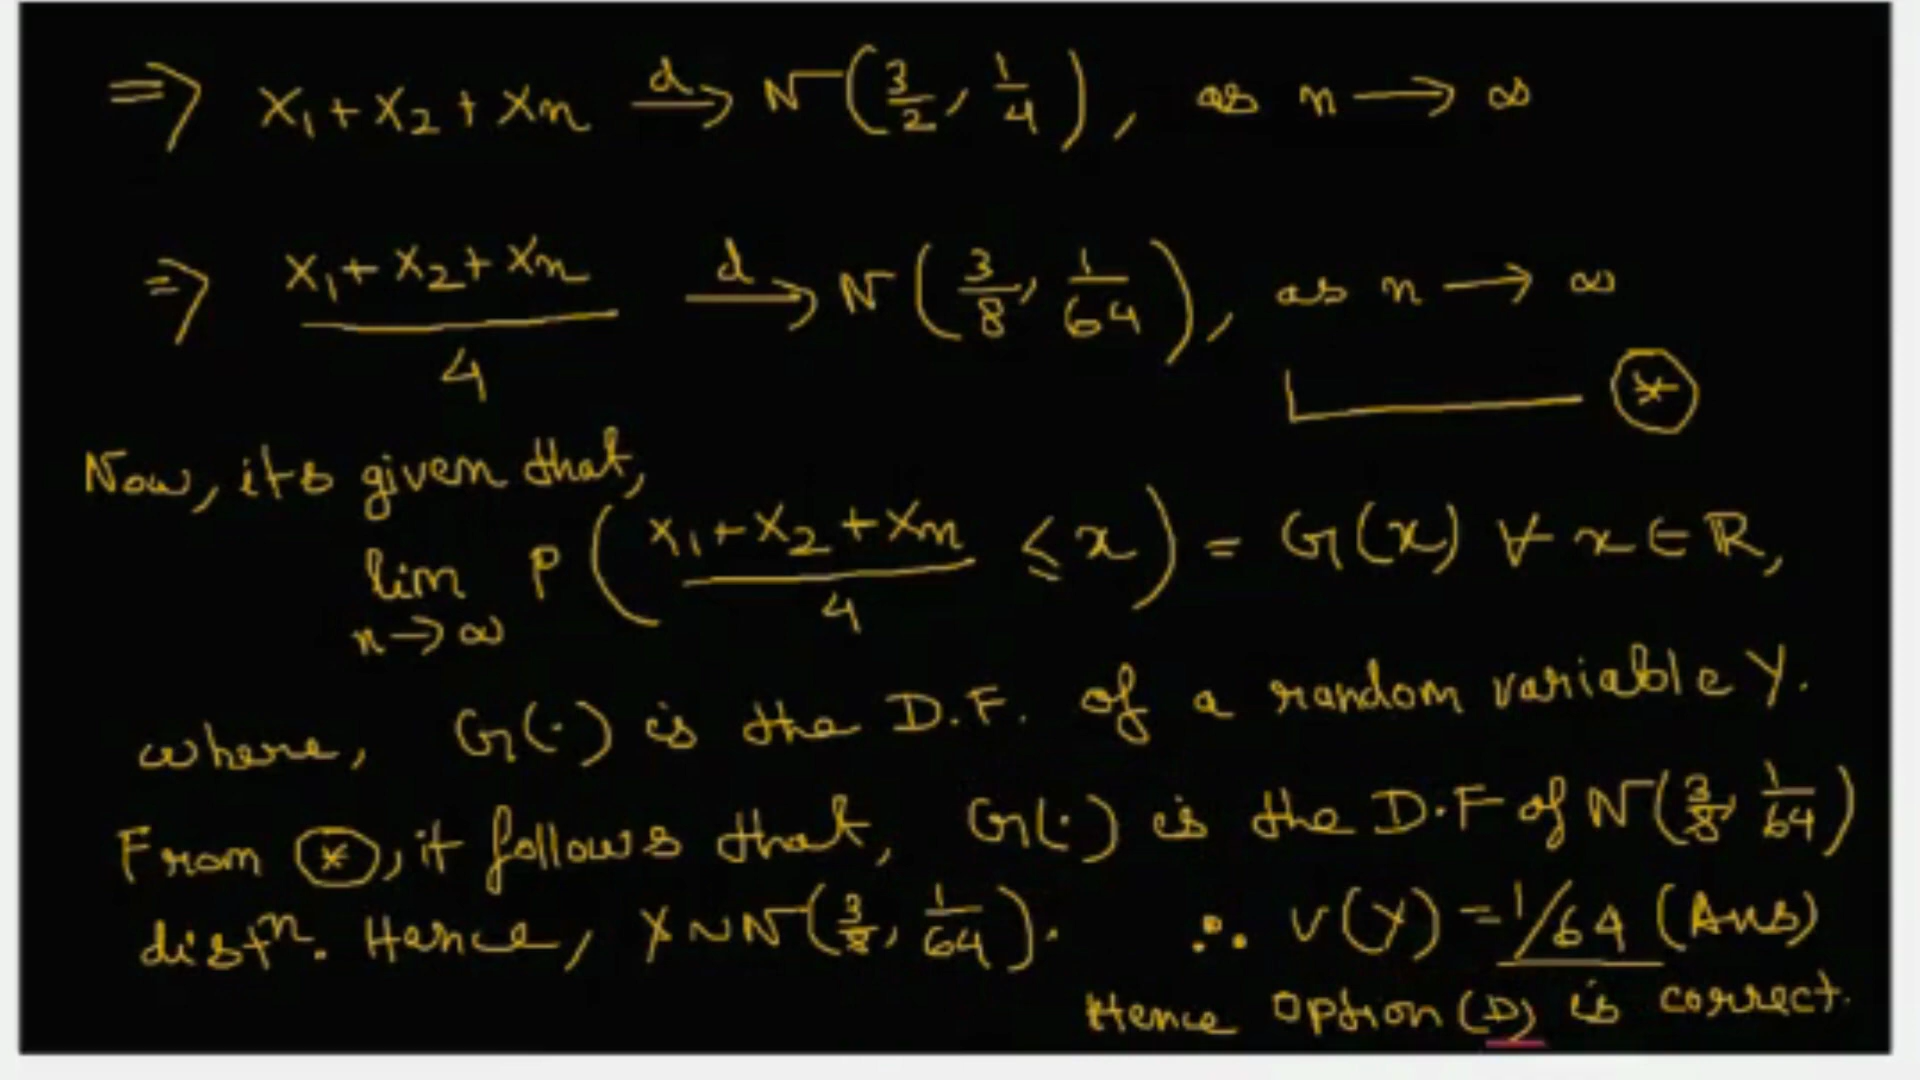 ⇒ X₁+X₂+Xn →ᵈ N(3/2, 1/4), as n → ∞
⇒ (X₁+X₂+Xn)/4 →ᵈ N(3/8, 1/64), as n → ∞
⊛
Now, its given that,
lim n→∞ P((X₁+X₂+Xn)/4 ≤ x) = G(x) ∀ x ∈ ℝ,
where, G(·) is the D.F. of a random variable Y.
From ⊛, it follows that, G(·) is the D.F of N(3/8, 1/64)
distⁿ. Hence, Y ~ N(3/8, 1/64). ∴ V(Y) = 1/64 (Ans)
Hence option (D) is correct.